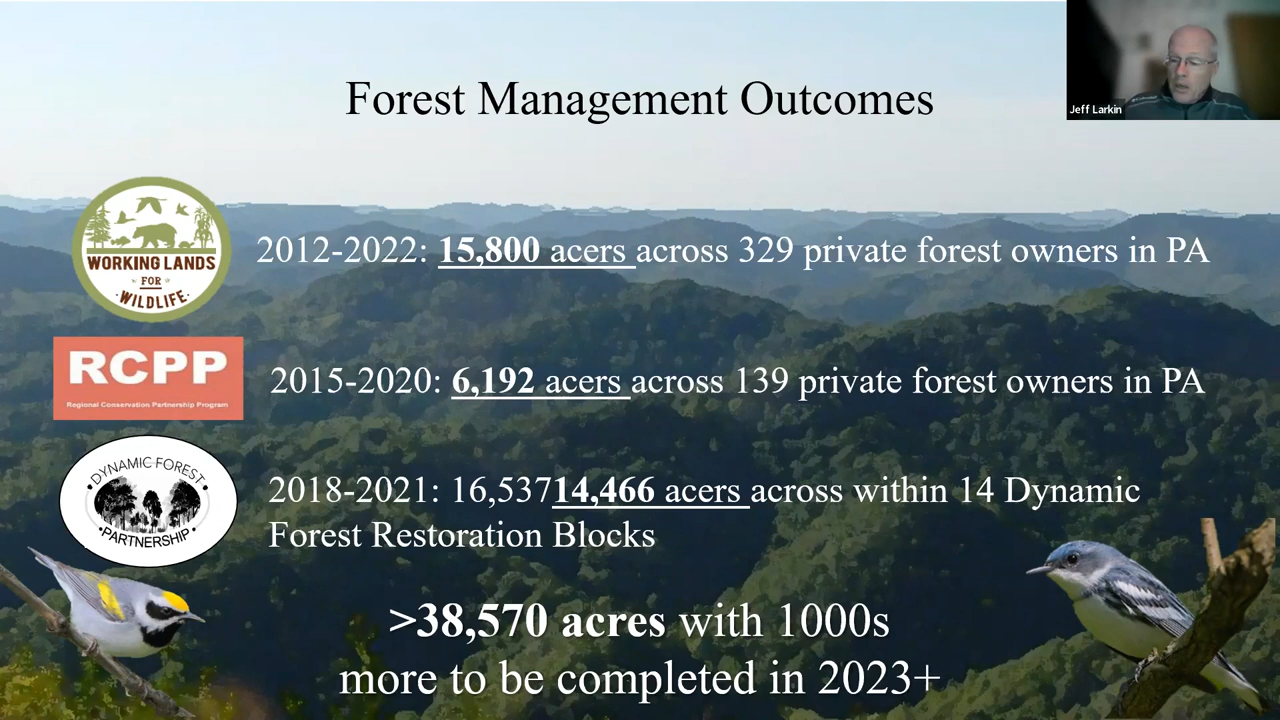 Forest Management Outcomes
Jeff Larkin
WORKING LANDS
FOR
WILDLIFE
2012-2022: 15,800 acers across 329 private forest owners in PA
RCPP
Regional Conservation Partnership Program
2015-2020: 6,192 acers across 139 private forest owners in PA
DYNAMIC FOREST
PARTNERSHIP
2018-2021: 16,53714,466 acers across within 14 Dynamic
Forest Restoration Blocks
>38,570 acres with 1000s
more to be completed in 2023+